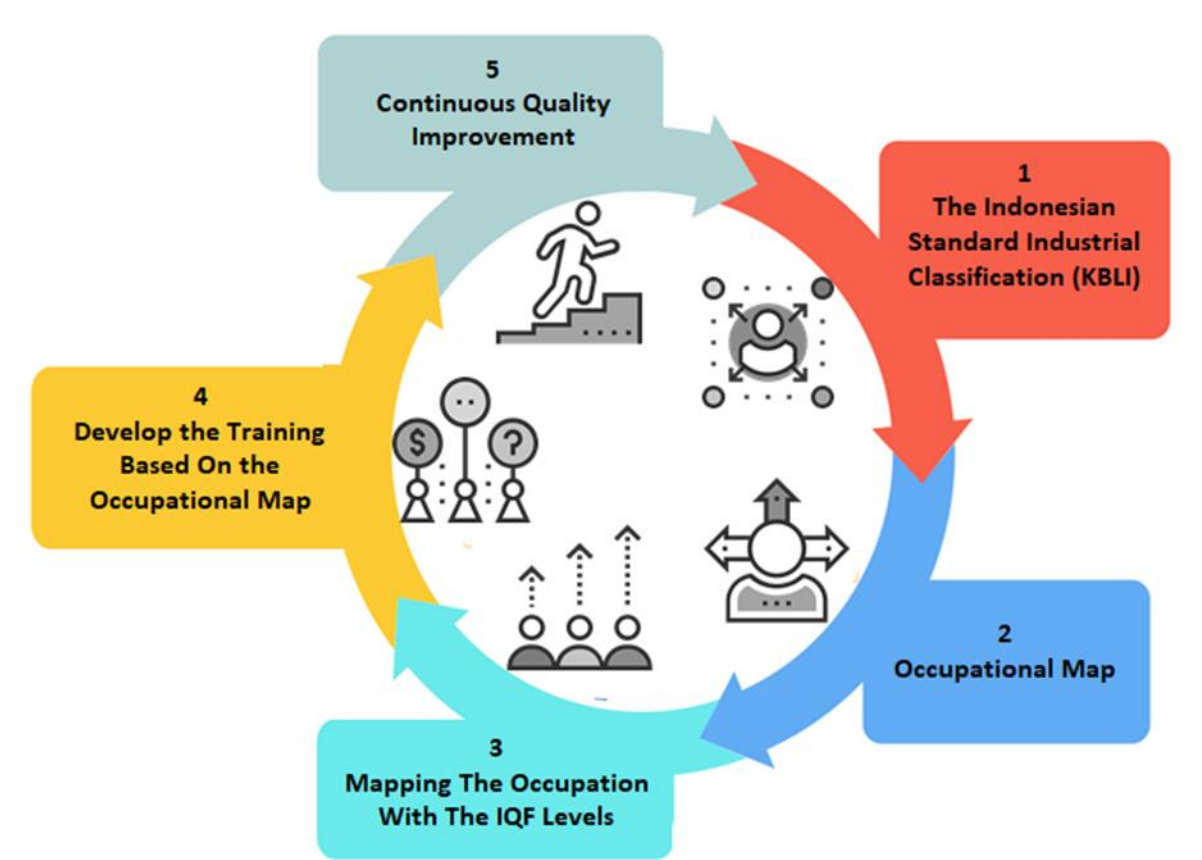 5
Continuous Quality
Improvement
1
The Indonesian
Standard Industrial
Classification (KBLI)
4
Develop the Training
Based On the
Occupational Map
$
?
2
Occupational Map
3
Mapping The Occupation
With The IQF Levels